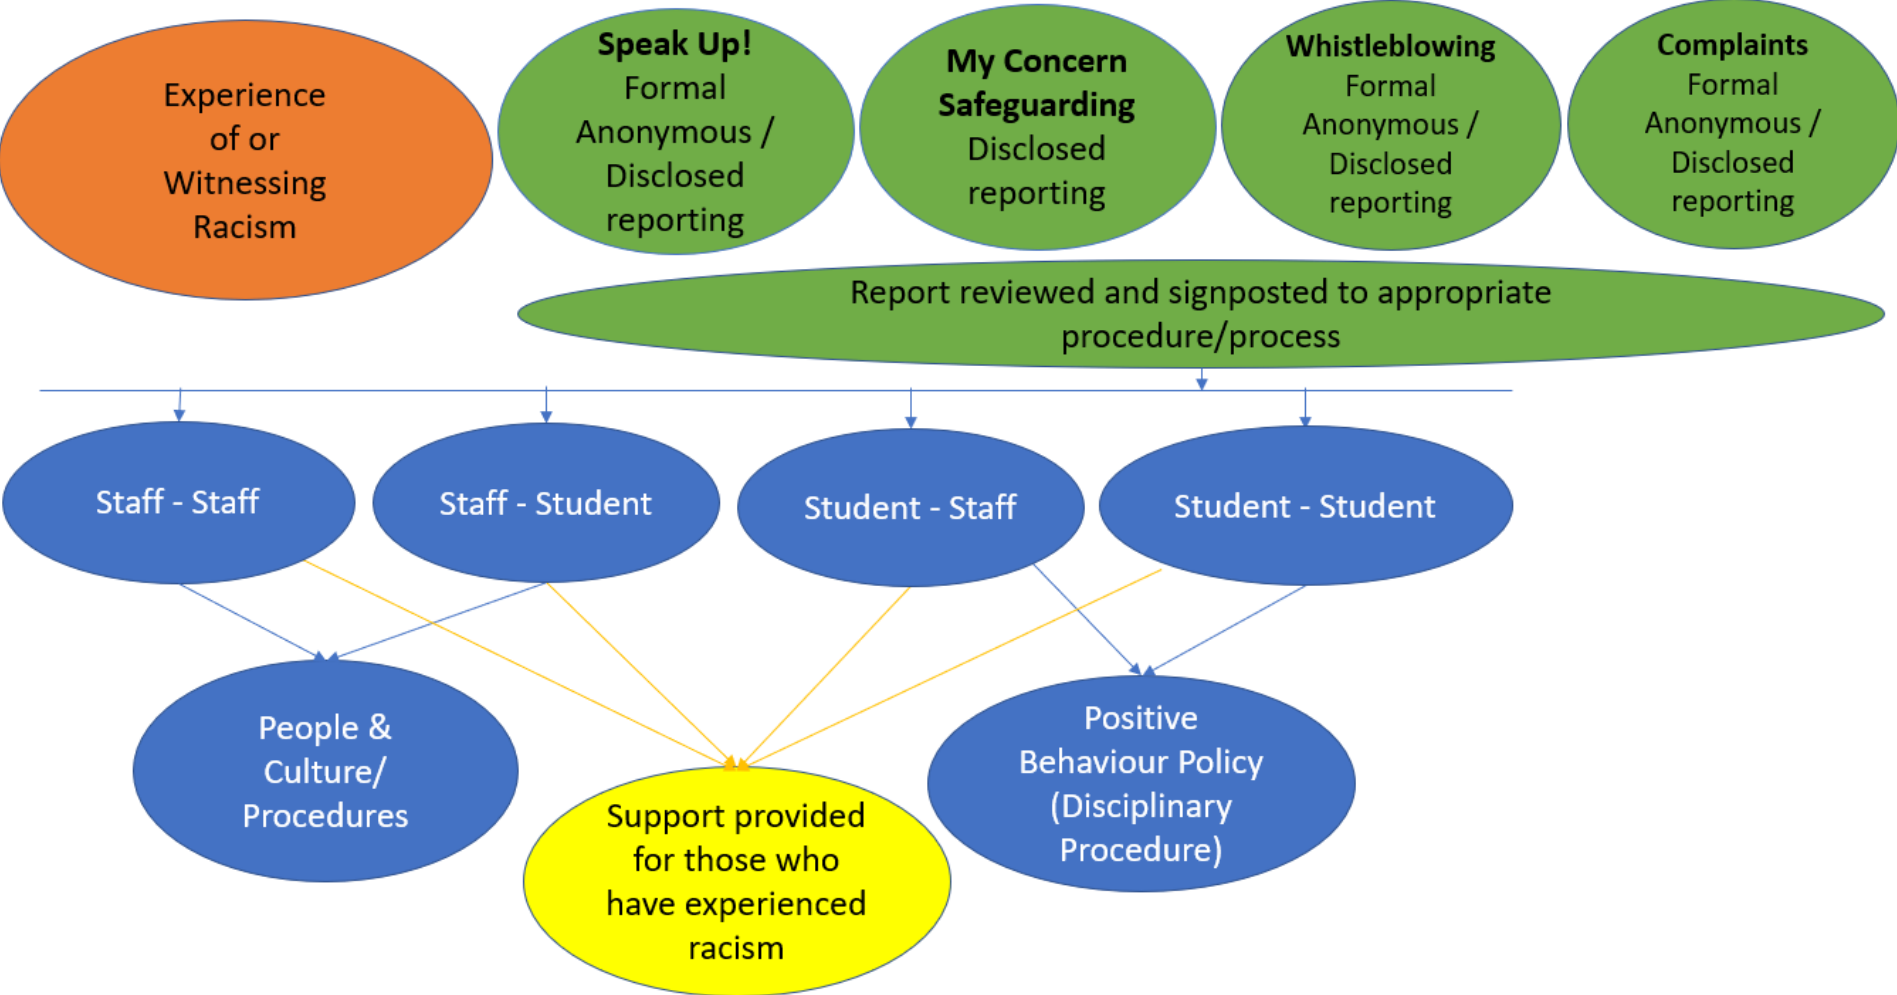 Experience
of or
Witnessing
Racism
Speak Up!
Formal
Anonymous /
Disclosed
reporting
My Concern
Safeguarding
Disclosed
reporting
Whistleblowing
Formal
Anonymous /
Disclosed
reporting
Complaints
Formal
Anonymous /
Disclosed
reporting
Report reviewed and signposted to appropriate
procedure/process
Staff - Staff
Staff - Student
Student - Staff
Student - Student
People &
Culture/
Procedures
Support provided
for those who
have experienced
racism
Positive
Behaviour Policy
(Disciplinary
Procedure)